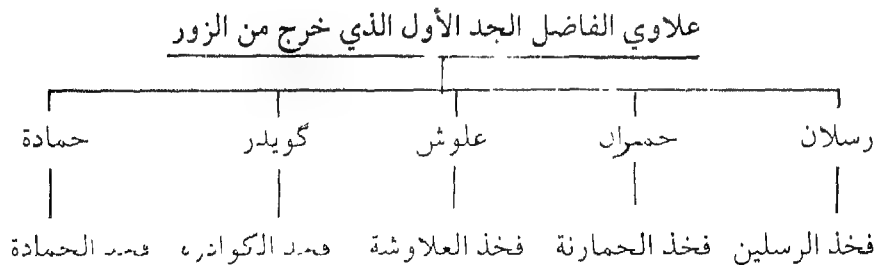 علاوي الفاضل الجد الأول الذي خرج من الزور
رسلان حمران علوش گويدر حمادة
فخذ الرسلين فخذ الحمارنة فخذ العلاوشة فخذ الكوادرة فخذ الحمادة